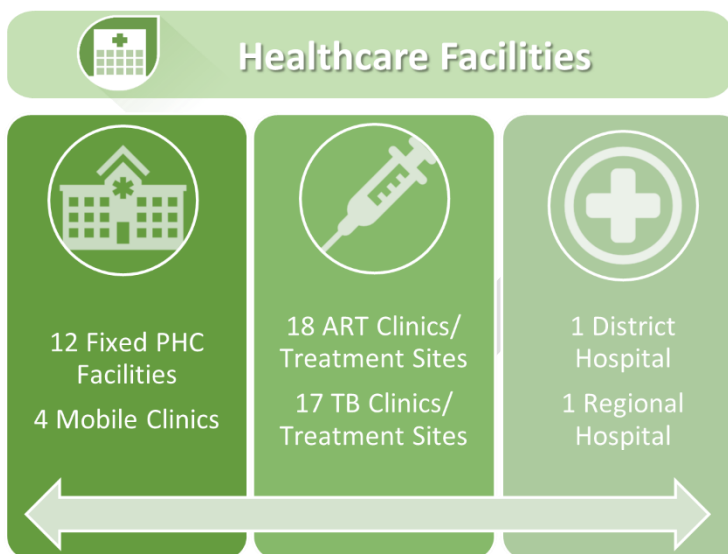 Healthcare Facilities
12 Fixed PHC
Facilities
4 Mobile Clinics
18 ART Clinics/
Treatment Sites
17 TB Clinics/
Treatment Sites
1 District
Hospital
1 Regional
Hospital